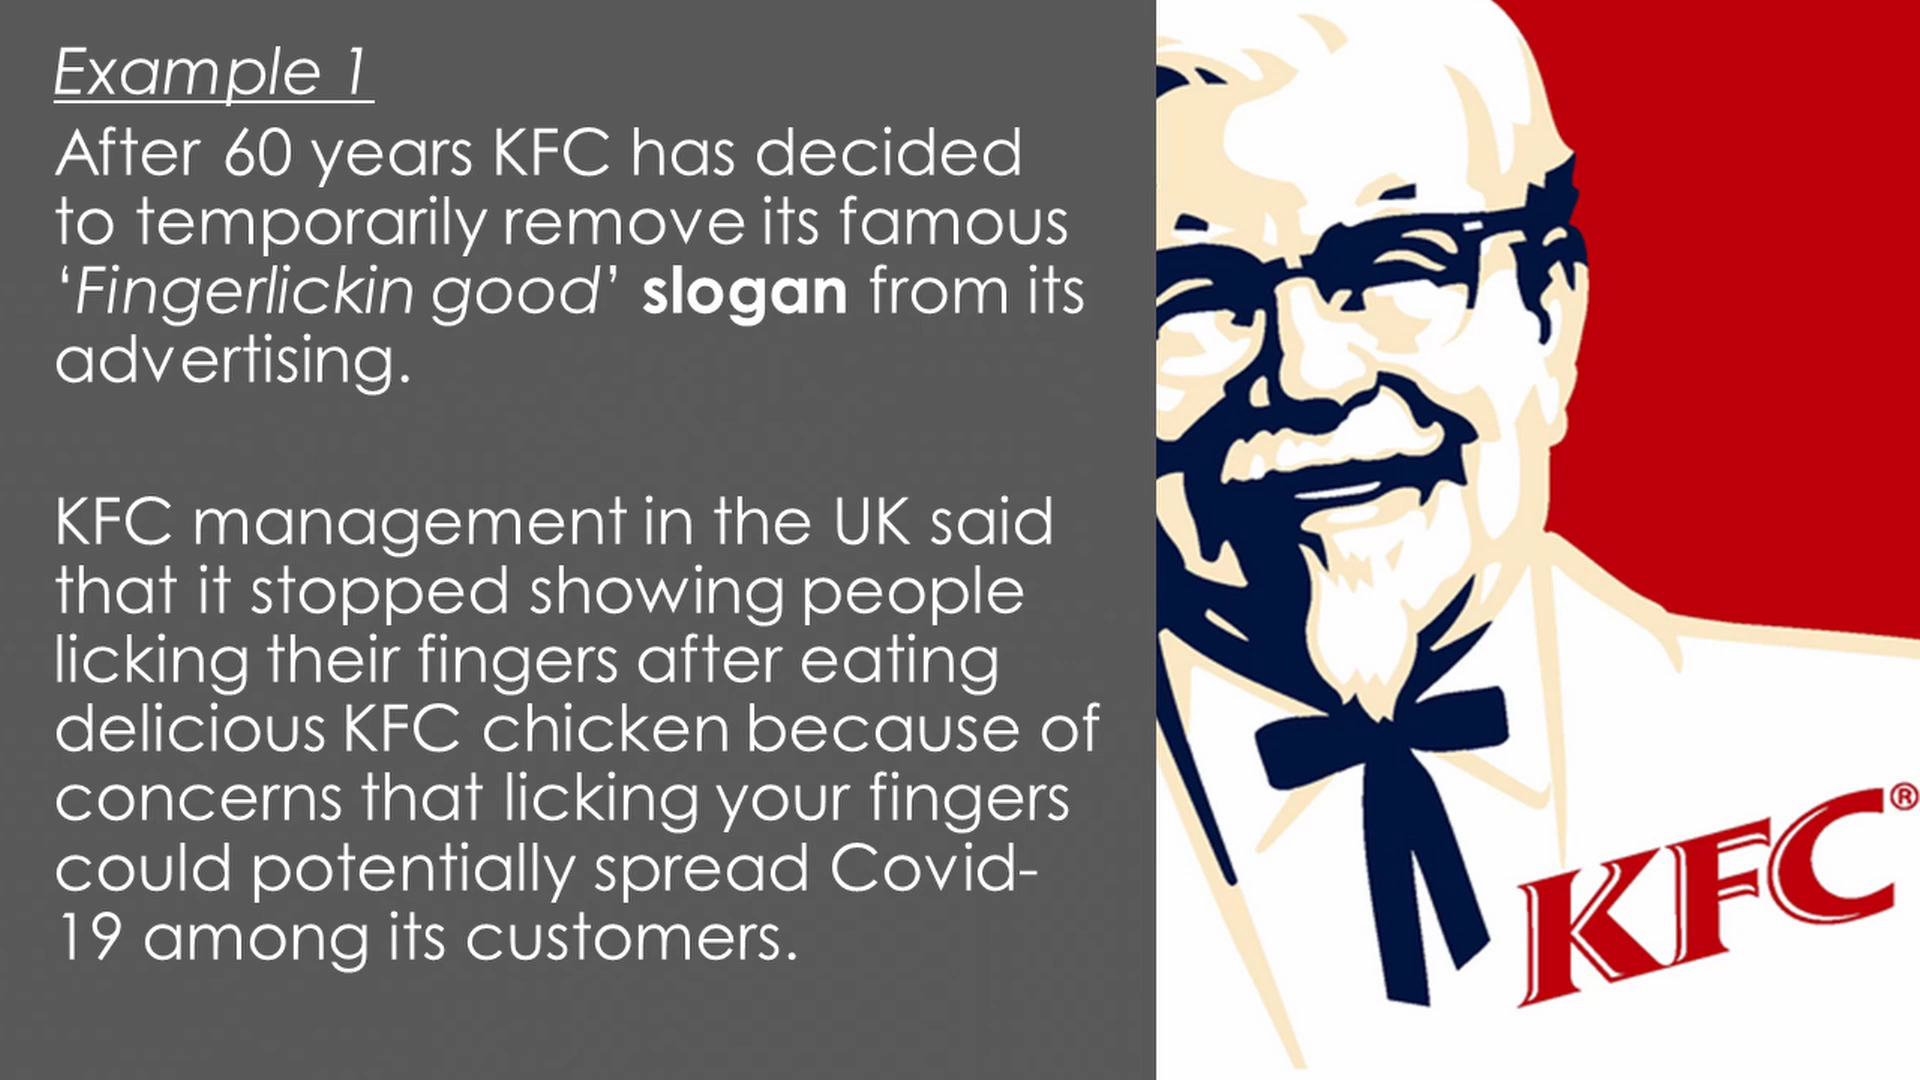 Example 1
After 60 years KFC has decided
to temporarily remove its famous
‘Fingerlickin good’ slogan from its
advertising.
KFC management in the UK said
that it stopped showing people
licking their fingers after eating
delicious KFC chicken because of
concerns that licking your fingers
could potentially spread Covid-
19 among its customers.
KFC®